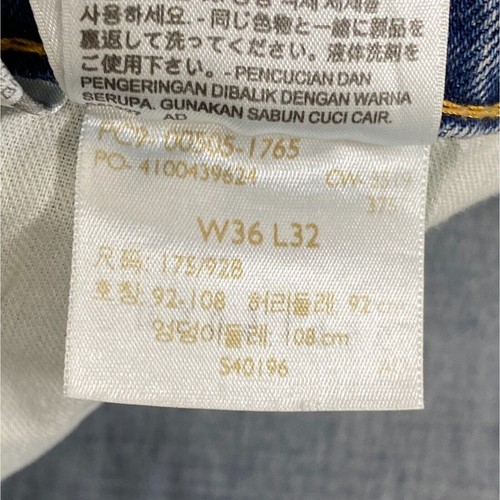 사용하세요. - 同じ色物と一緒に製品を
裏返して洗ってください。液体洗剤をご
使用下さい。 - PENCUCIAN DAN
PENGERINGAN DIBALIK DENGAN WARNA
SERUPA. GUNAKAN SABUN CUCI CAIR.
AP
PC9- 00505-1765
PO- 4100439624
W36 L32
尺码: 175/92B
호칭: 92-108 허리둘레: 92 cm
엉덩이둘레: 108 cm
S40196